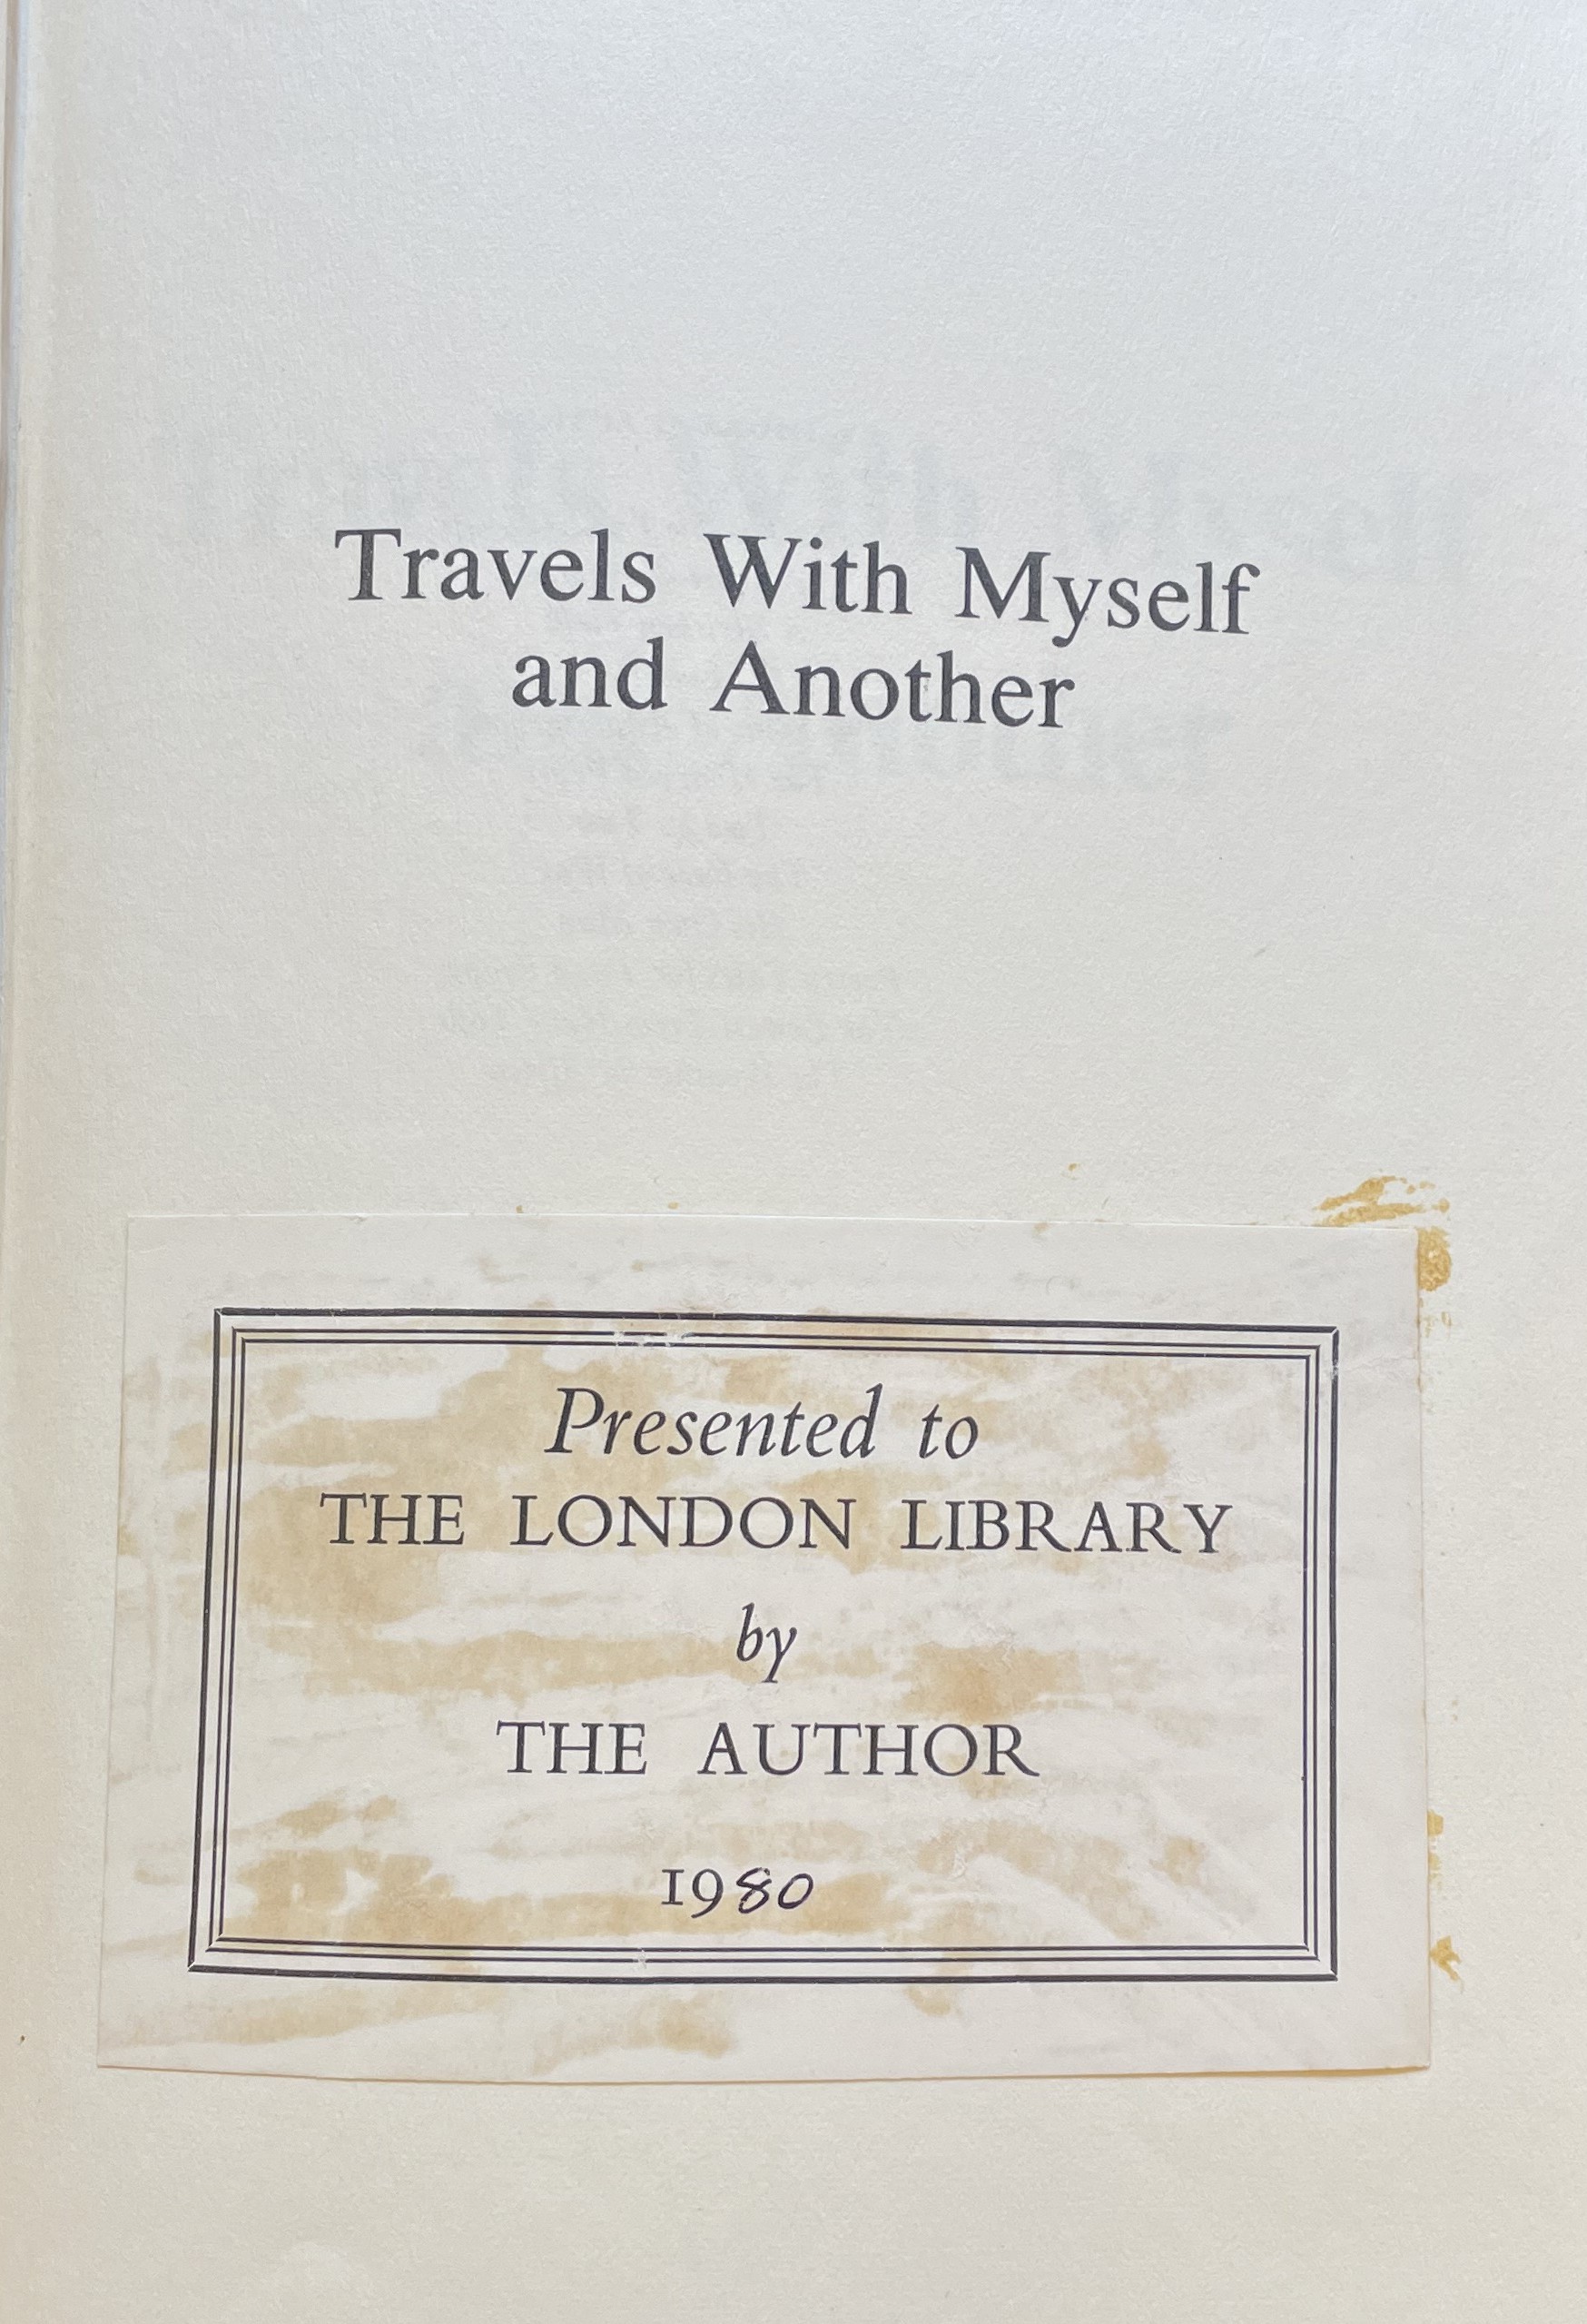 Travels With Myself
and Another
Presented to
THE LONDON LIBRARY
by
THE AUTHOR
1980